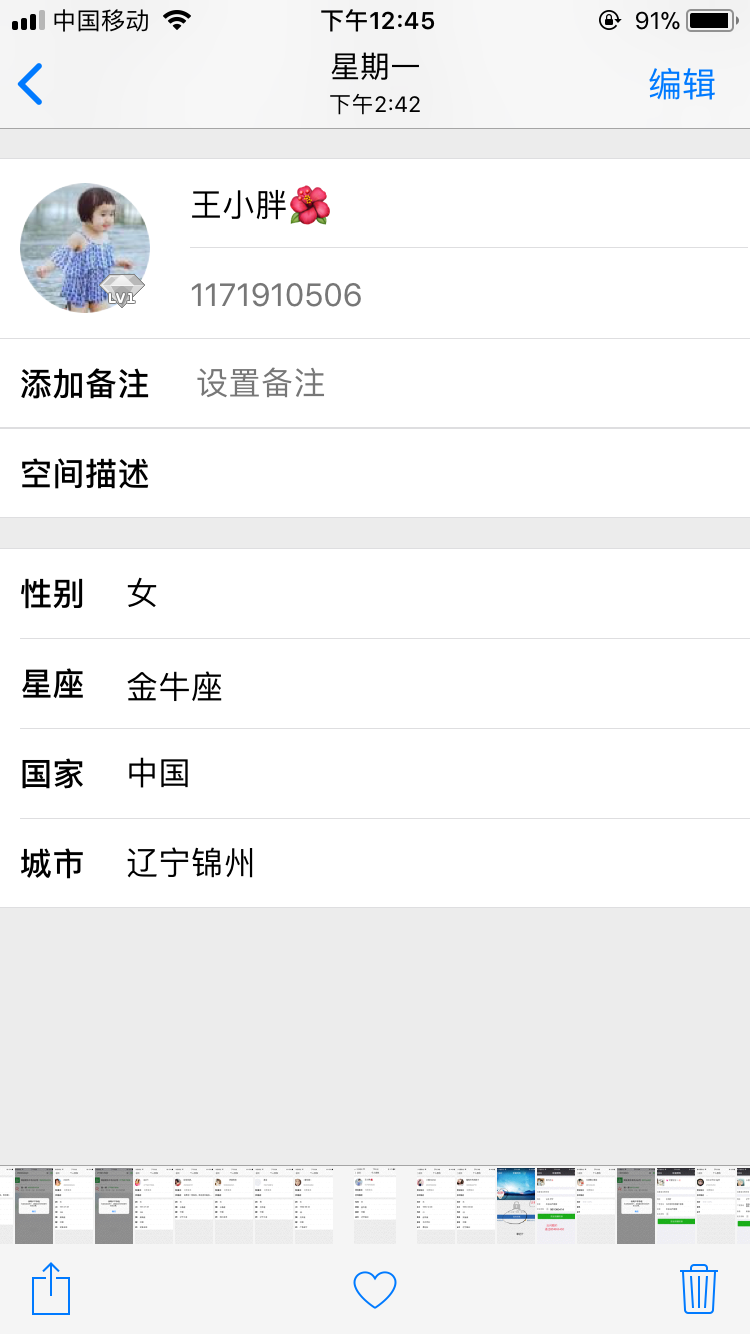 中国移动 下午12:45 91%
星期一
下午2:42
编辑
王小胖🌺
LV1
1171910506
添加备注 设置备注
空间描述
性别 女
星座 金牛座
国家 中国
城市 辽宁锦州